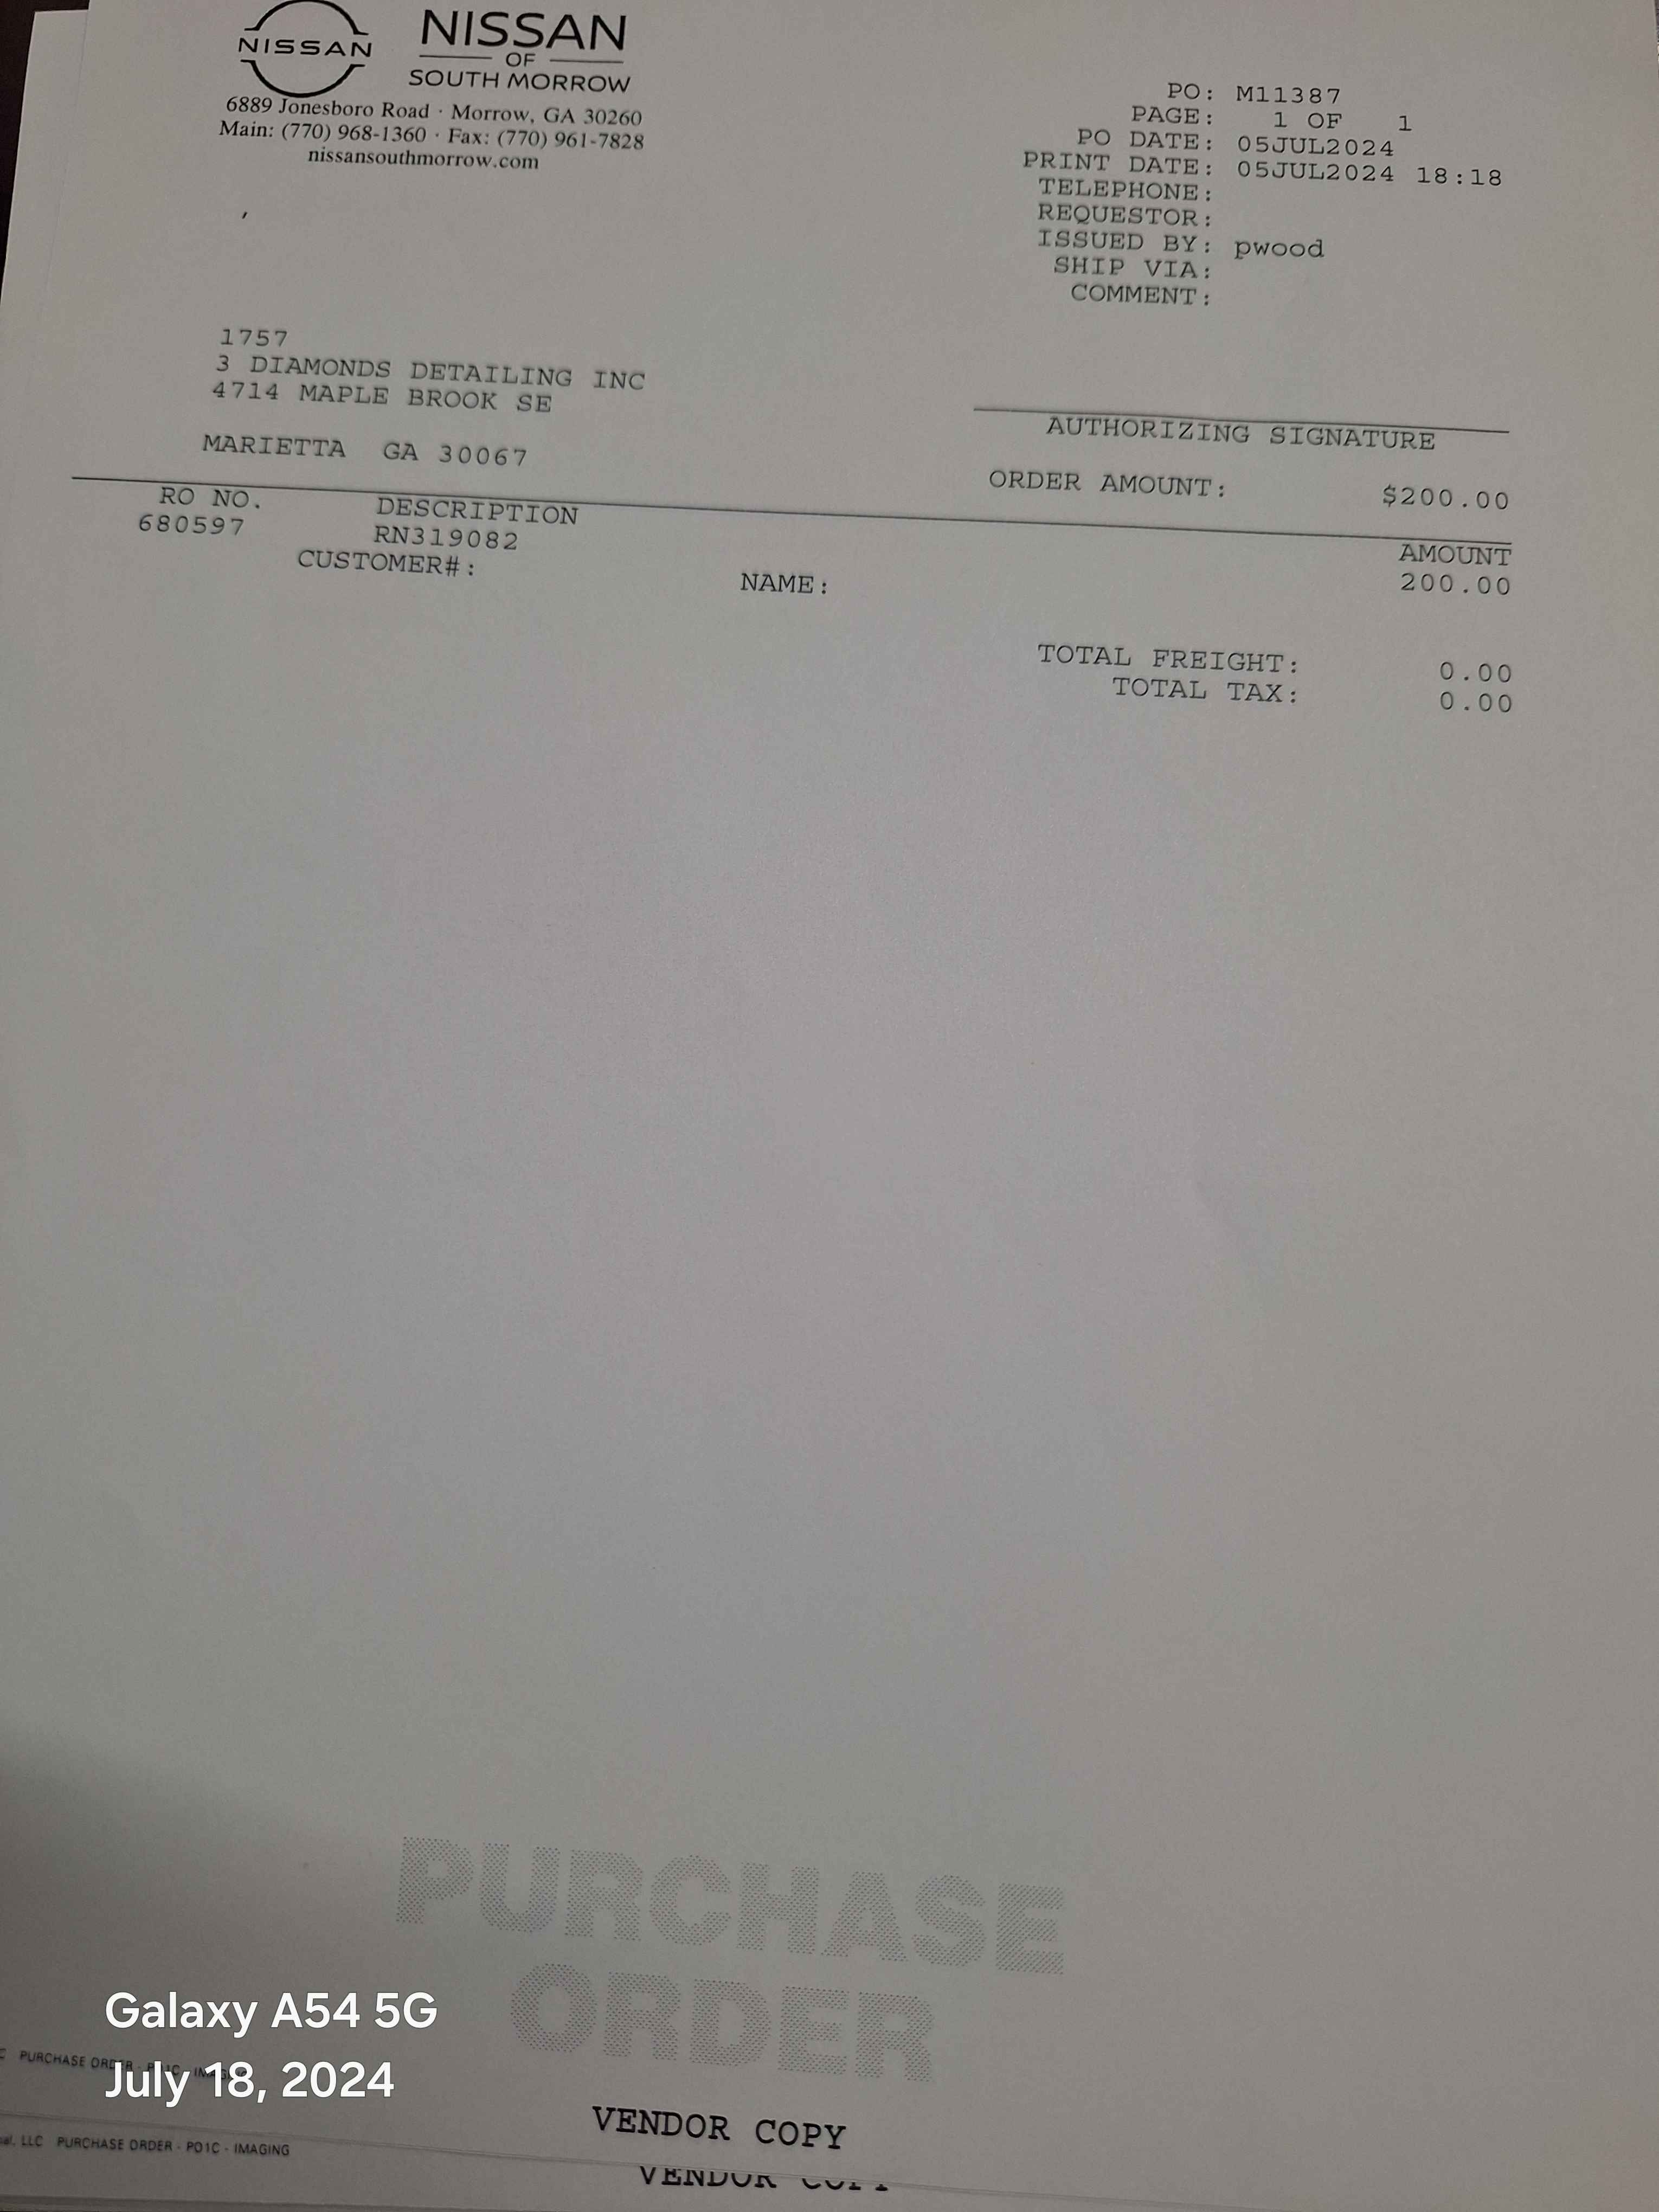 NISSAN
NISSAN
OF
SOUTH MORROW
6889 Jonesboro Road · Morrow, GA 30260
Main: (770) 968-1360 · Fax: (770) 961-7828
nissansouthmorrow.com
PO: M11387
PAGE: 1 OF 1
PO DATE: 05JUL2024
PRINT DATE: 05JUL2024 18:18
TELEPHONE:
REQUESTOR:
ISSUED BY: pwood
SHIP VIA:
COMMENT:
1757
3 DIAMONDS DETAILING INC
4714 MAPLE BROOK SE
MARIETTA GA 30067
AUTHORIZING SIGNATURE
ORDER AMOUNT: $200.00
RO NO. DESCRIPTION AMOUNT
680597 RN319082 200.00
CUSTOMER#: NAME:
TOTAL FREIGHT: 0.00
TOTAL TAX: 0.00
PURCHASE
ORDER
Galaxy A54 5G
PURCHASE ORDER · PO1C · IMAGING
July 18, 2024
VENDOR COPY
LLC PURCHASE ORDER · PO1C · IMAGING
VENDOR COPY